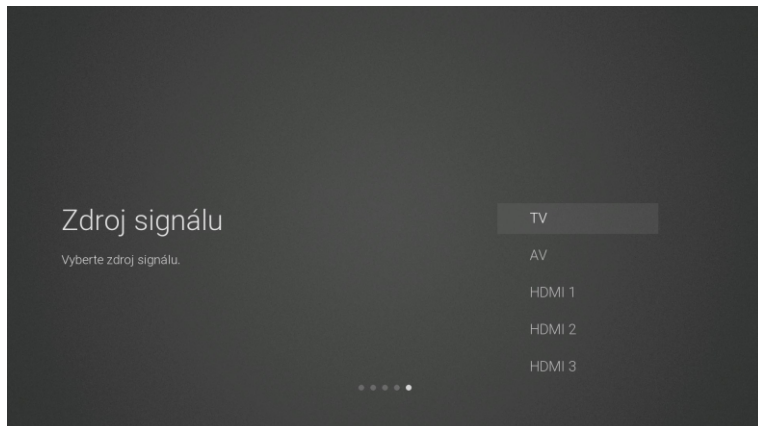 Zdroj signálu
Vyberte zdroj signálu.
TV
AV
HDMI 1
HDMI 2
HDMI 3